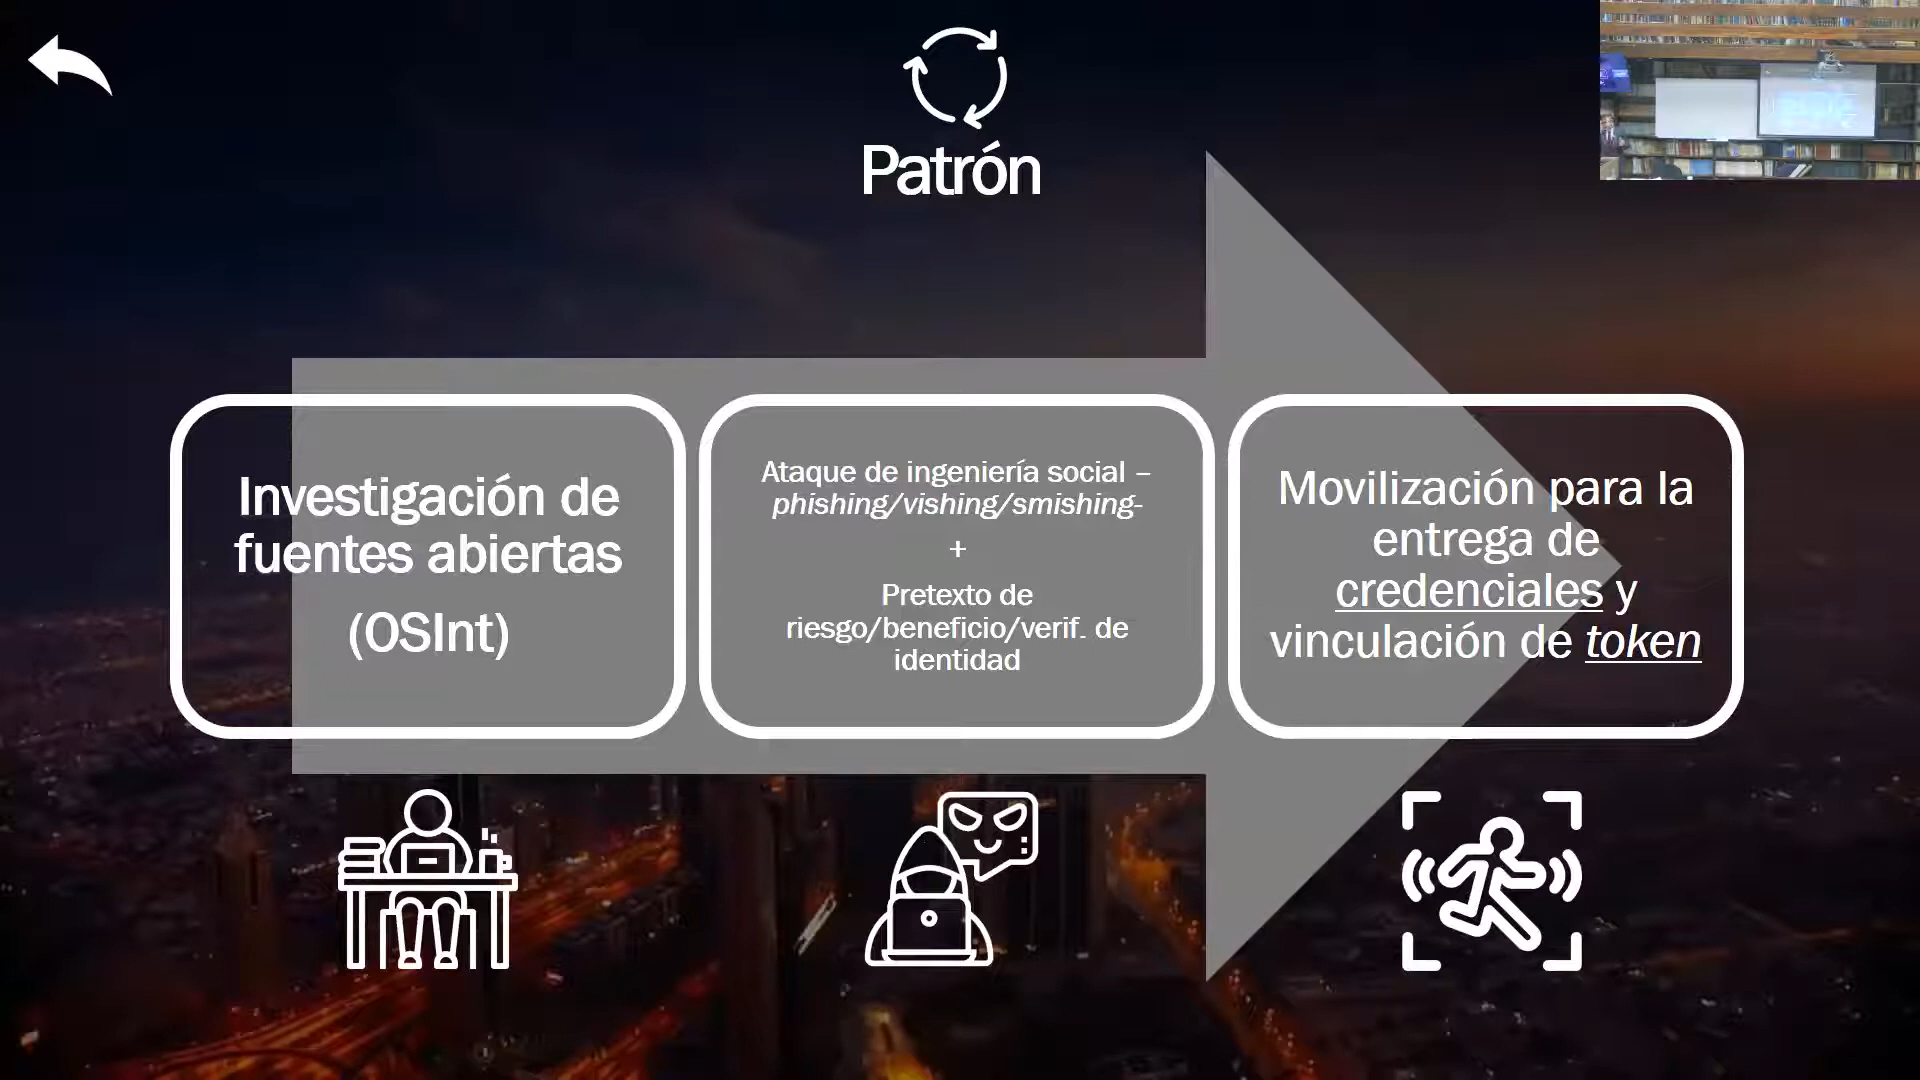 Patrón
Investigación de
fuentes abiertas
(OSInt)
Ataque de ingeniería social –
phishing/vishing/smishing-
+
Pretexto de
riesgo/beneficio/verif. de
identidad
Movilización para la
entrega de
credenciales y
vinculación de token